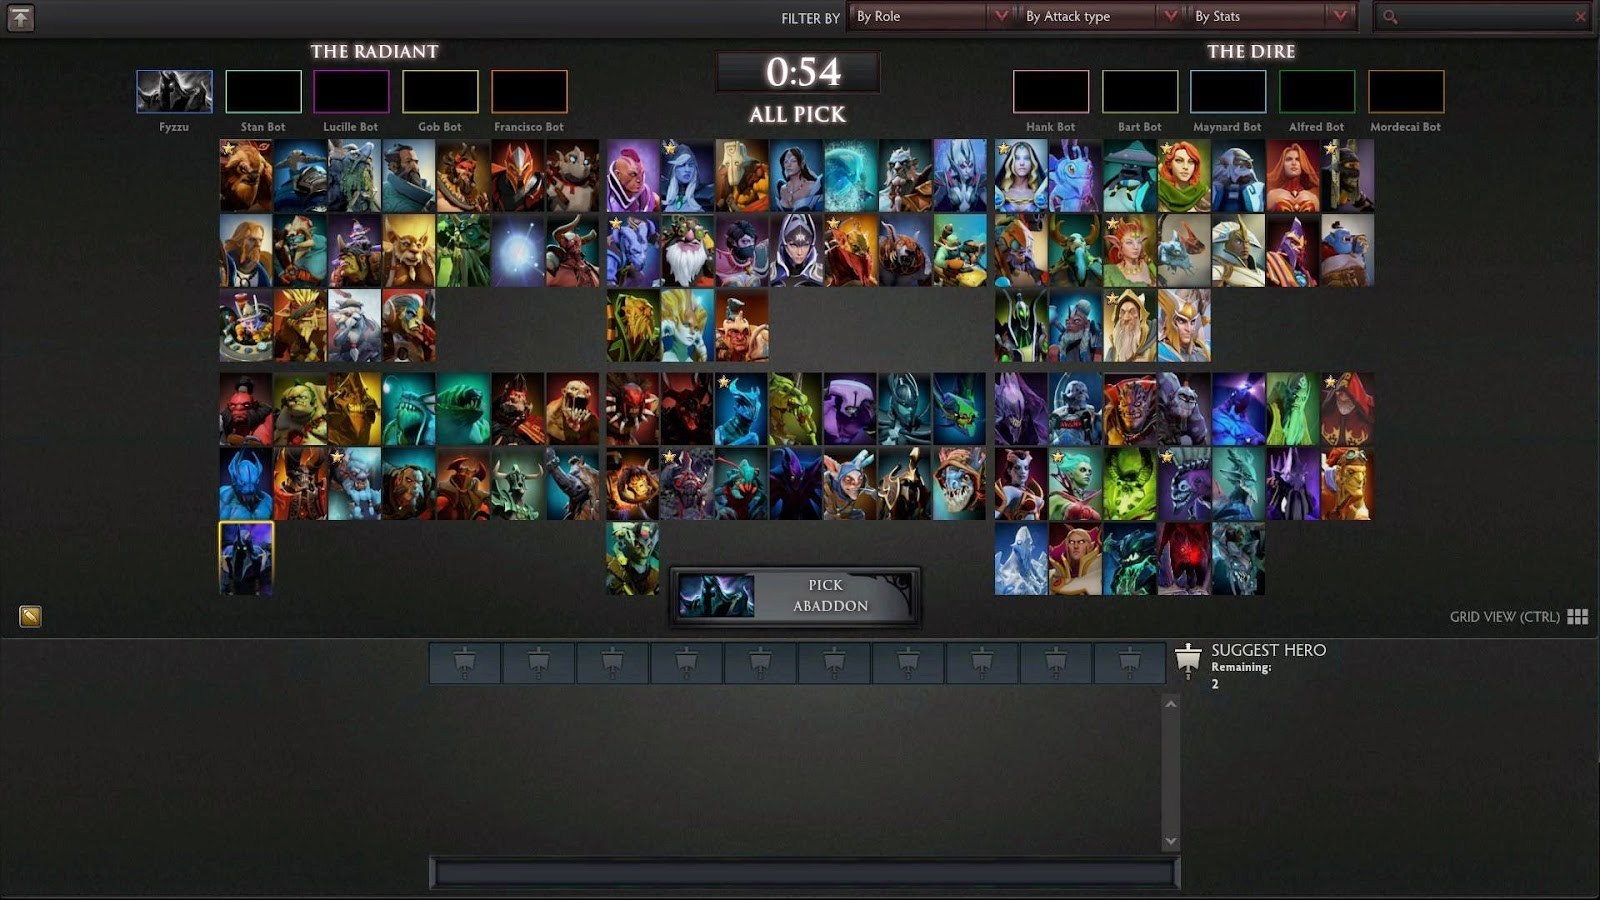 FILTER BY By Role By Attack type By Stats
THE RADIANT
0:54
THE DIRE
ALL PICK
Fyzzu Stan Bot Lucille Bot Gob Bot Francisco Bot Hank Bot Bart Bot Maynard Bot Alfred Bot Mordecai Bot
PICK
ABADDON
GRID VIEW (CTRL)
SUGGEST HERO
Remaining:
2